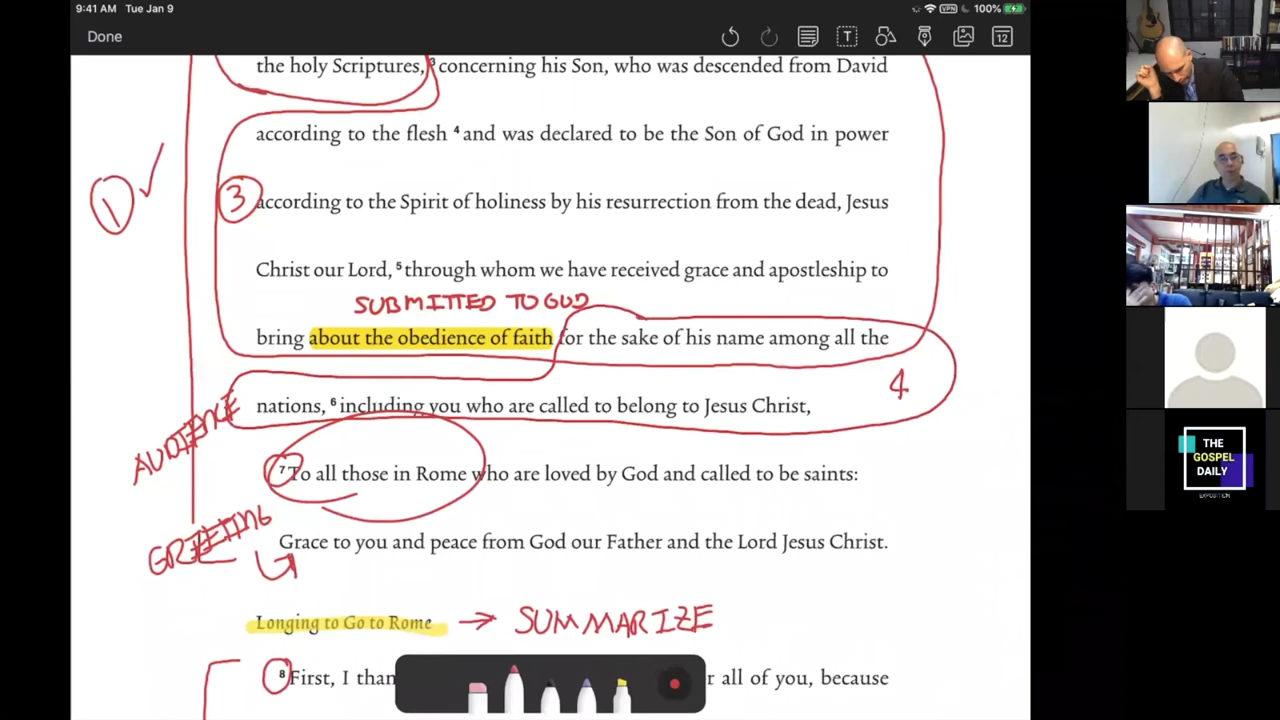 9:41 AM Tue Jan 9
VPN 100%
Done
T
12
the holy Scriptures, 3 concerning his Son, who was descended from David
according to the flesh 4 and was declared to be the Son of God in power
1
3
according to the Spirit of holiness by his resurrection from the dead, Jesus
Christ our Lord, 5 through whom we have received grace and apostleship to
SUBMITTED TO GOD
bring about the obedience of faith for the sake of his name among all the
4
nations, 6 including you who are called to belong to Jesus Christ,
AUDIENCE
7 To all those in Rome who are loved by God and called to be saints:
GREETING
Grace to you and peace from God our Father and the Lord Jesus Christ.
Longing to Go to Rome → SUMMARIZE
8 First, I than r all of you, because
THE
GOSPEL
DAILY
EXPOSITION